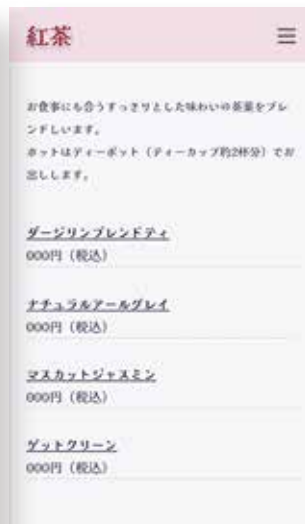 紅茶
お食事にも合うすっきりとした味わいの茶葉をブレ
ンドしいます。
ホットはティーポット（ティーカップ約2杯分）でお
出しします。
ダージリンブレンドティ
000円（税込）
ナチュラルアールグレイ
000円（税込）
マスカットジャスミン
000円（税込）
ゲットクリーン
000円（税込）